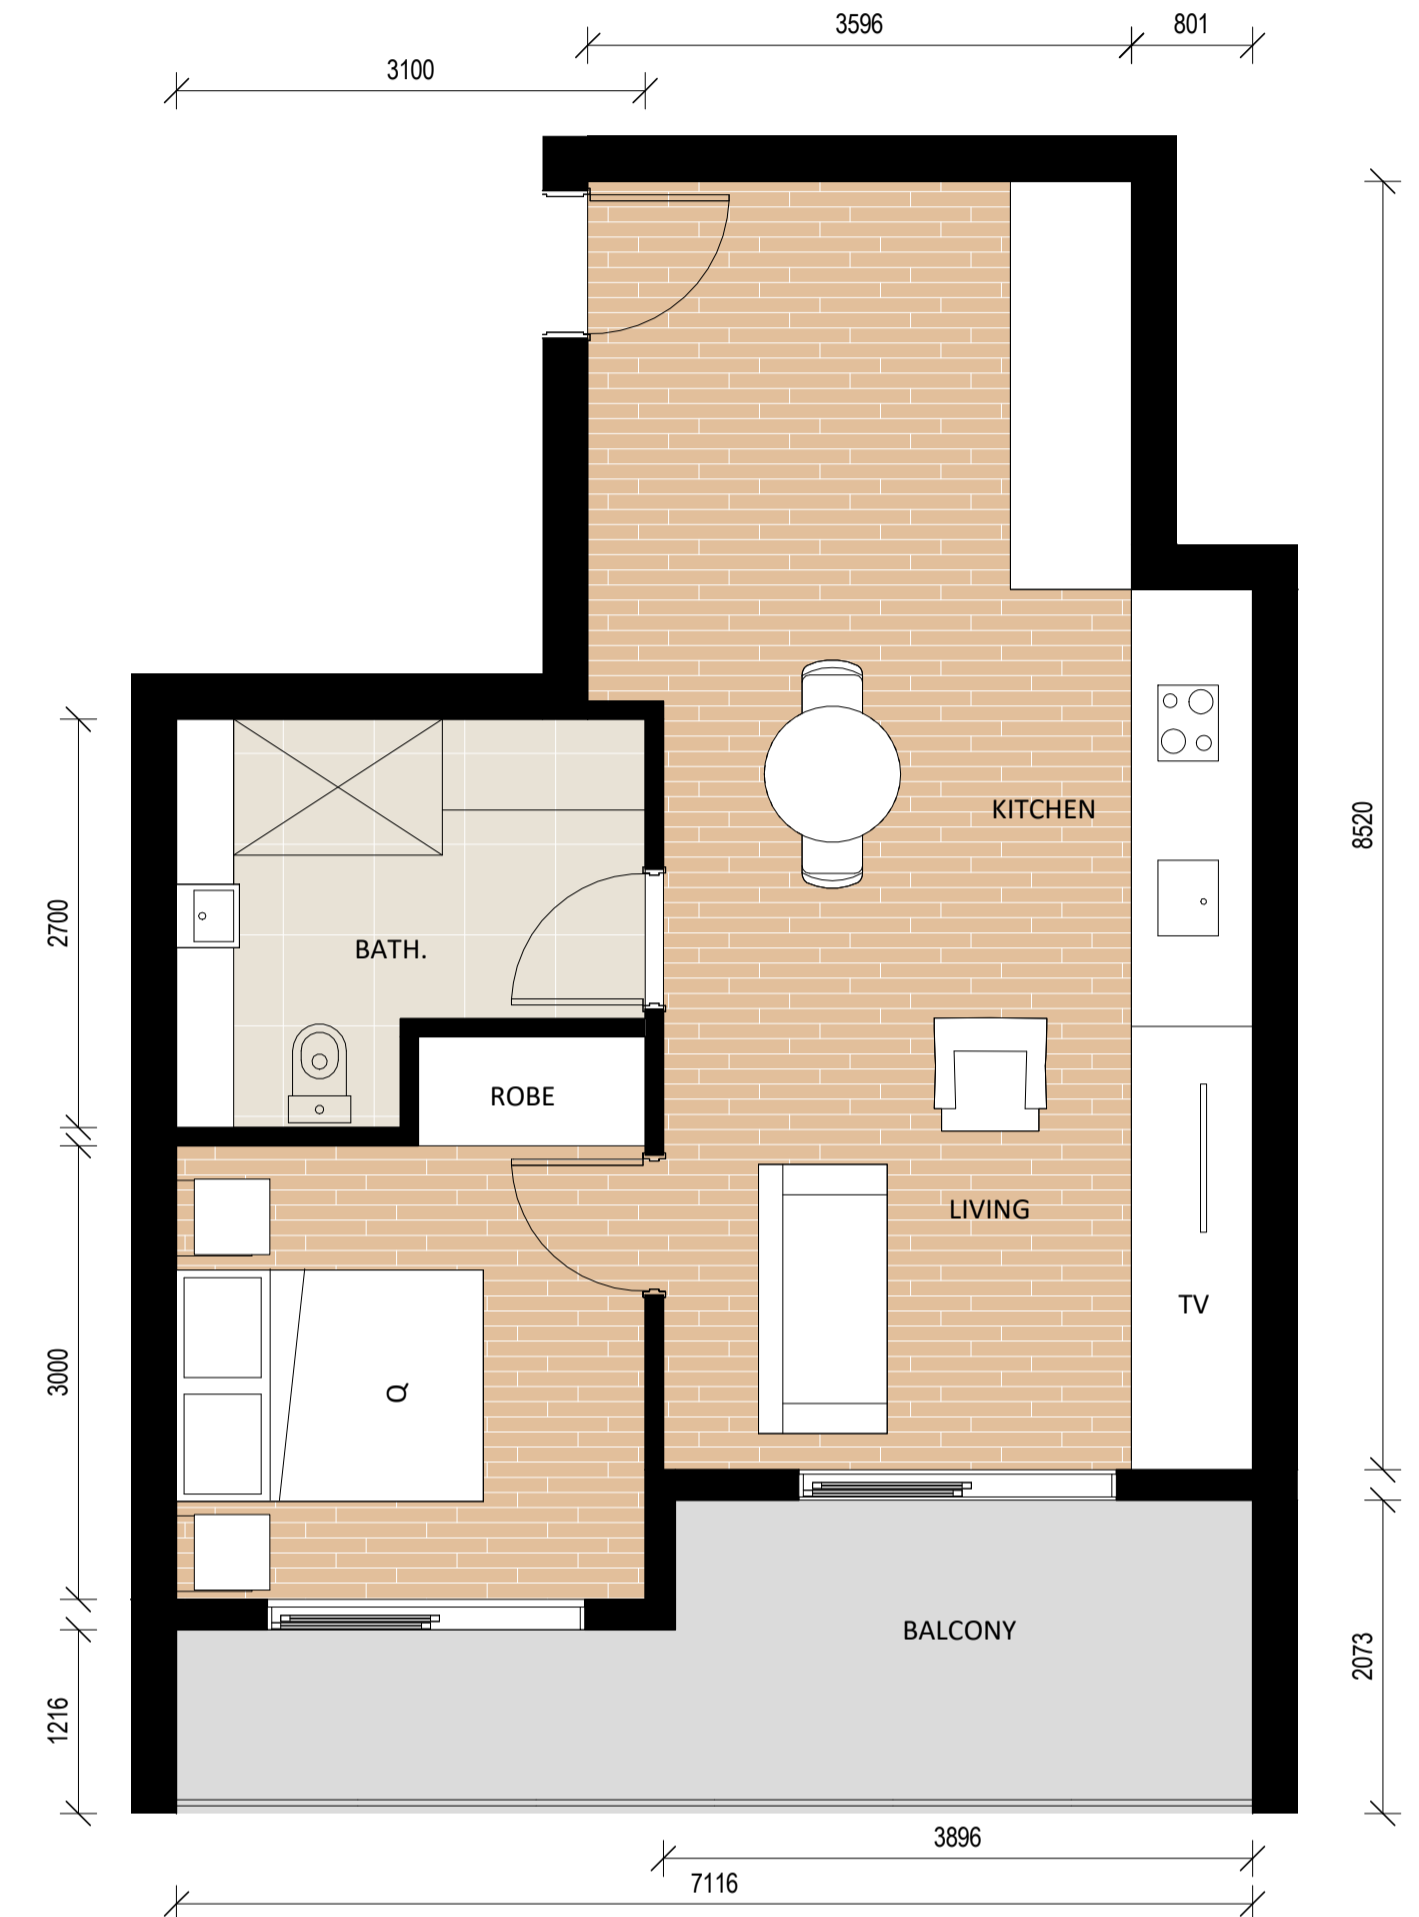 3596
801
3100
KITCHEN
8520
2700
BATH.
ROBE
LIVING
TV
3000
Q
BALCONY
2073
1216
3896
7116